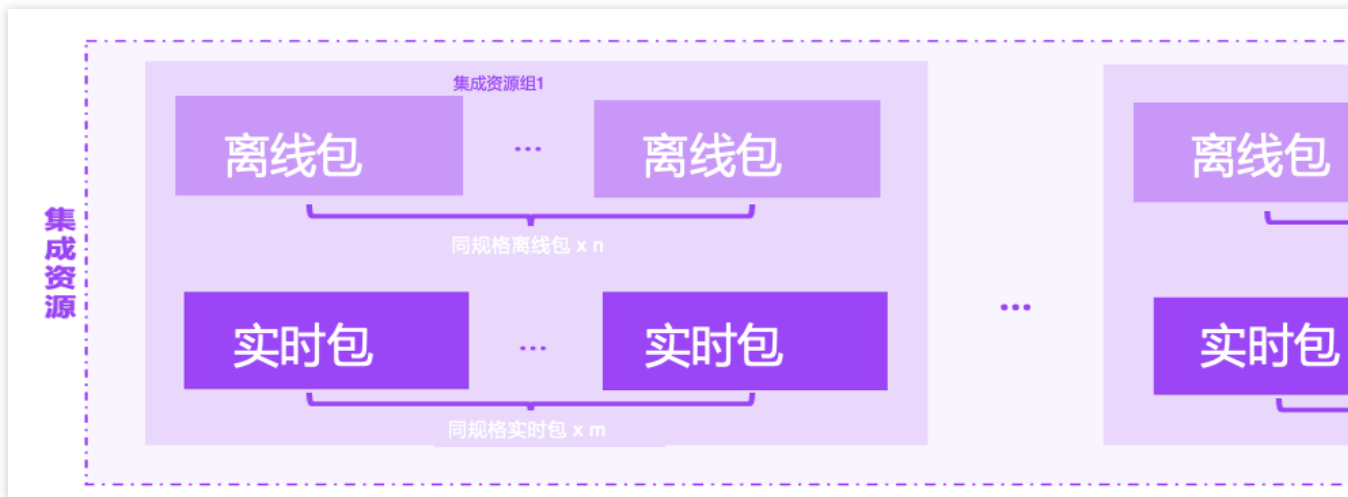 集成资源
集成资源组1
离线包
...
离线包
同规格离线包 x n
实时包
...
实时包
同规格实时包 x m
...
离线包
实时包